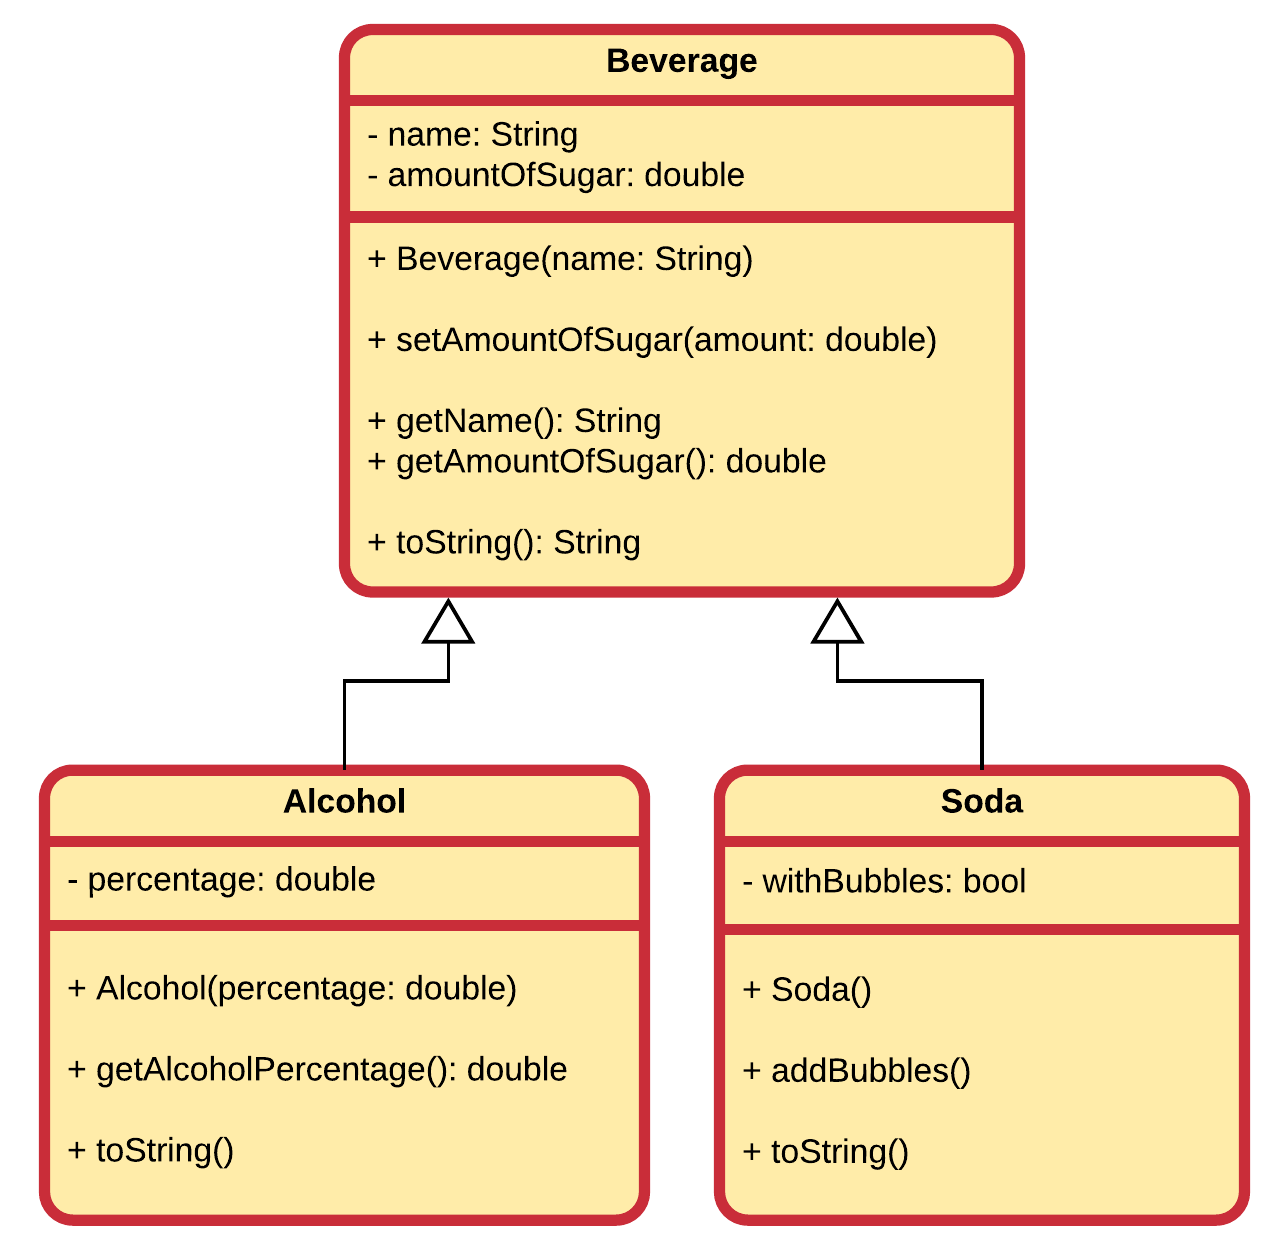 Beverage
- name: String
- amountOfSugar: double
+ Beverage(name: String)
+ setAmountOfSugar(amount: double)
+ getName(): String
+ getAmountOfSugar(): double
+ toString(): String
Alcohol
- percentage: double
+ Alcohol(percentage: double)
+ getAlcoholPercentage(): double
+ toString()
Soda
- withBubbles: bool
+ Soda()
+ addBubbles()
+ toString()